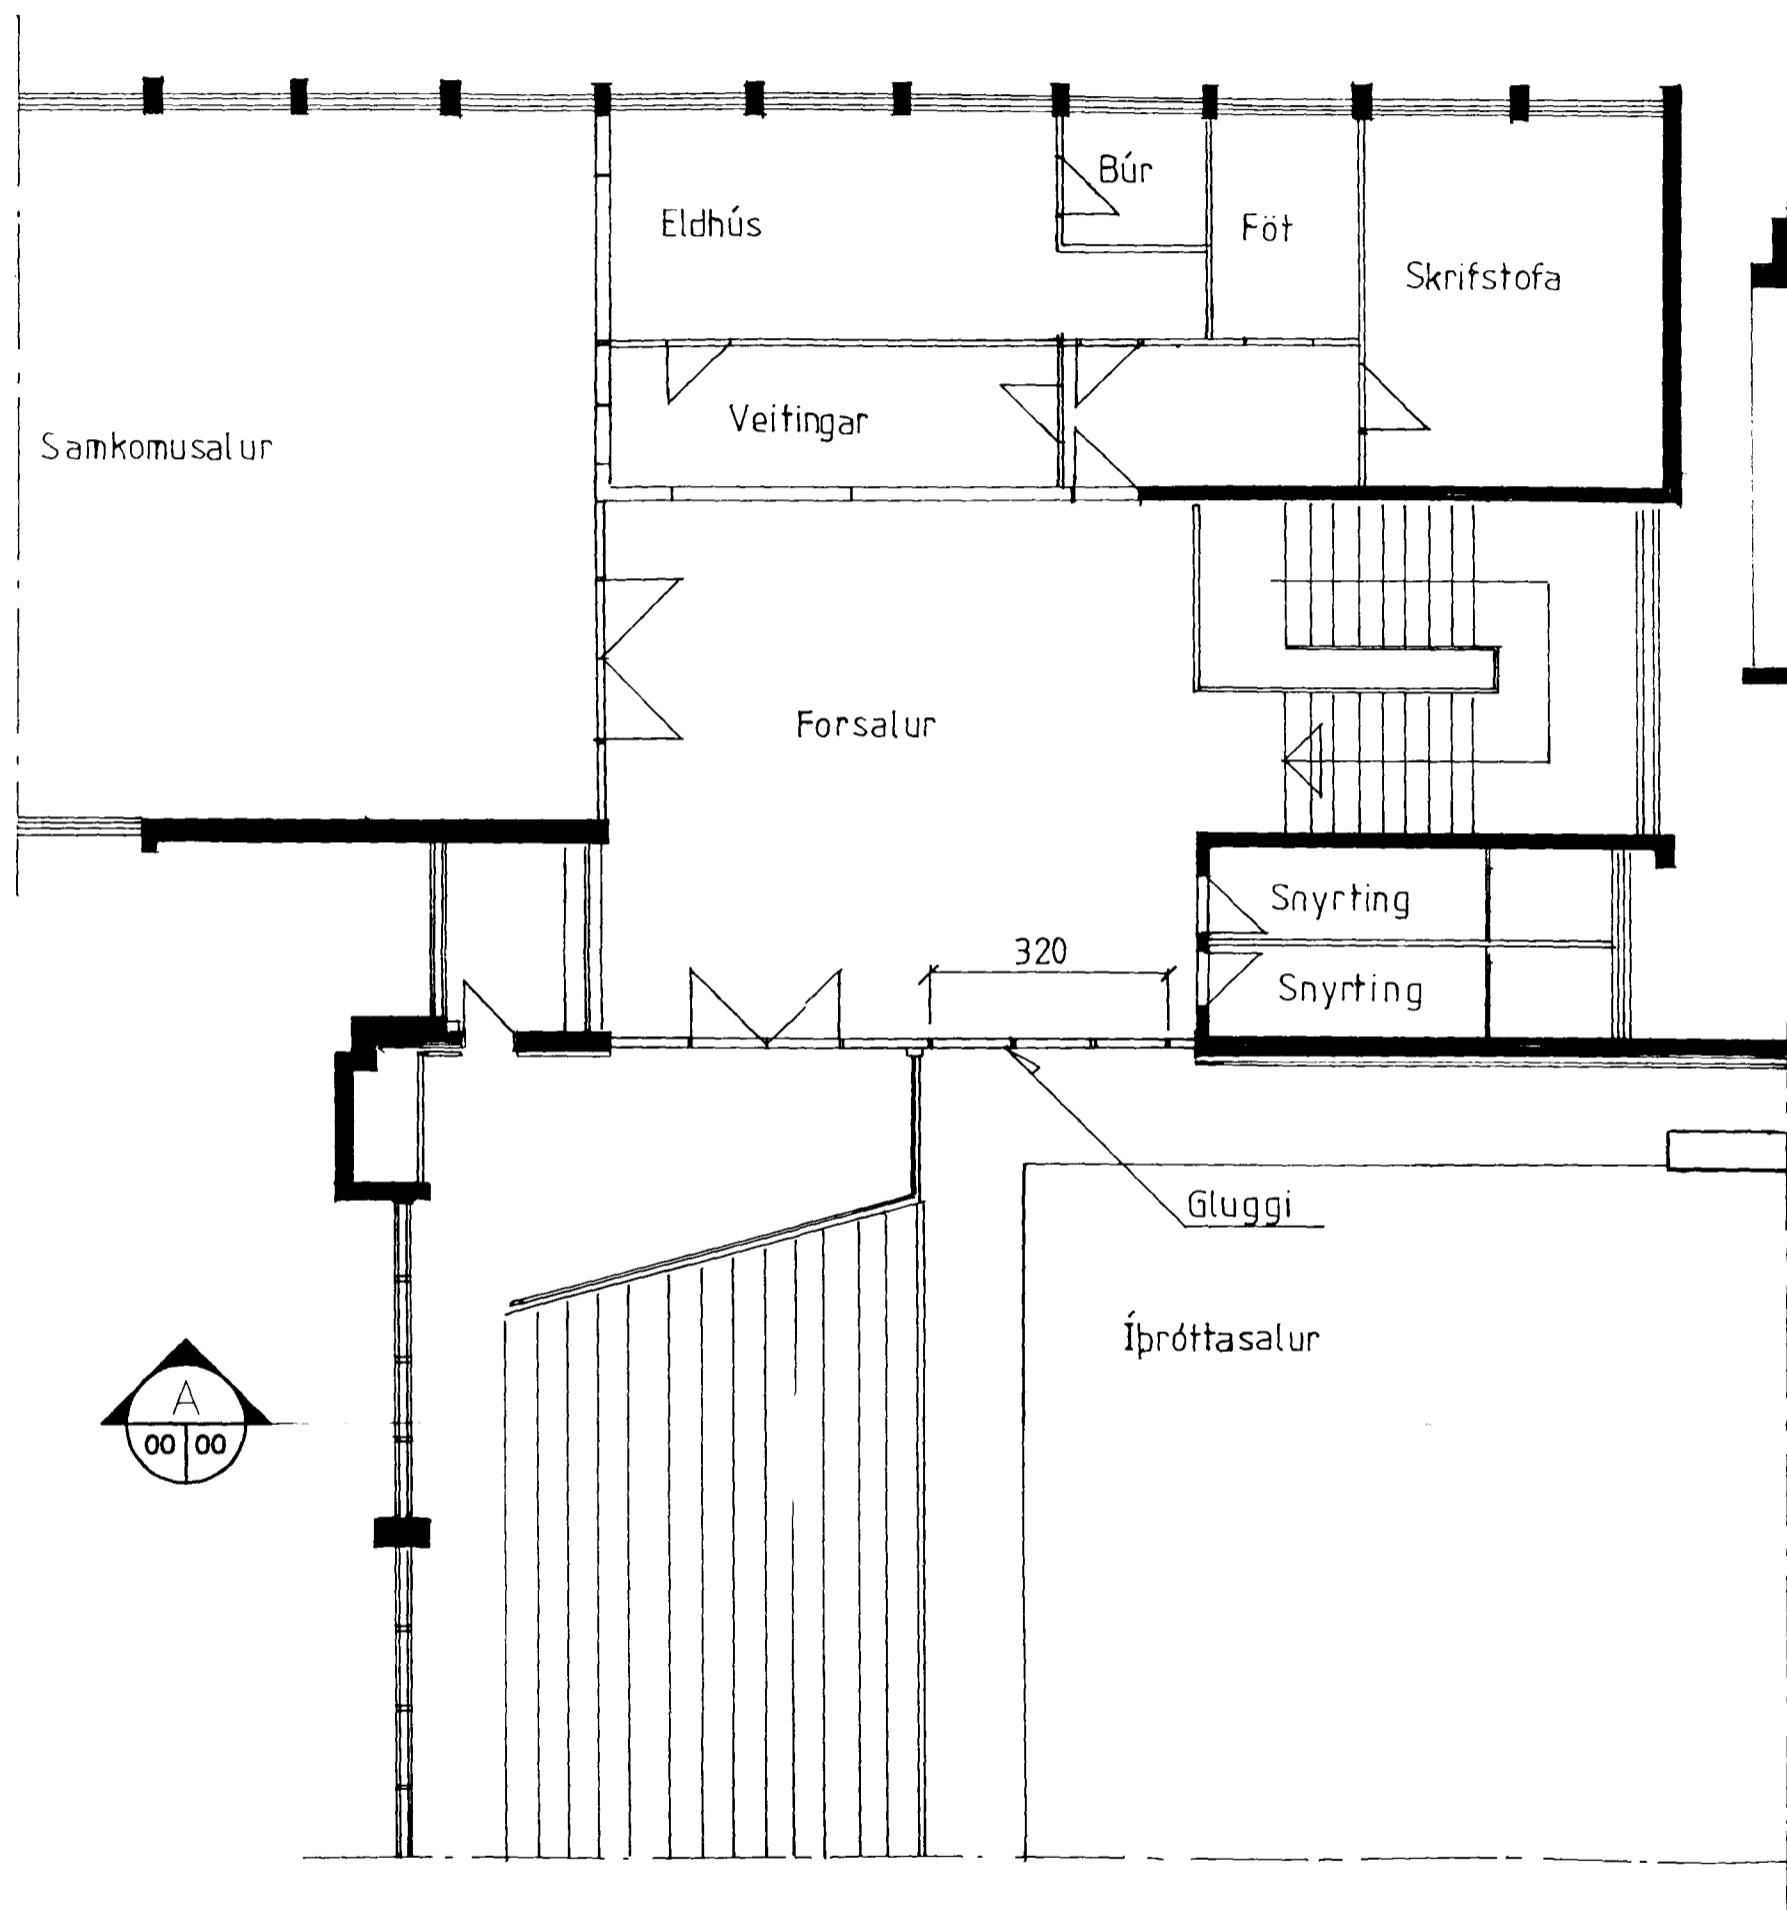 Búr
Eldhús
Föt
Skrifstofa
Veitingar
Samkomusalur
Forsalur
Snyrting
320
Snyrting
Gluggi
Íþróttasalur
A
00 00